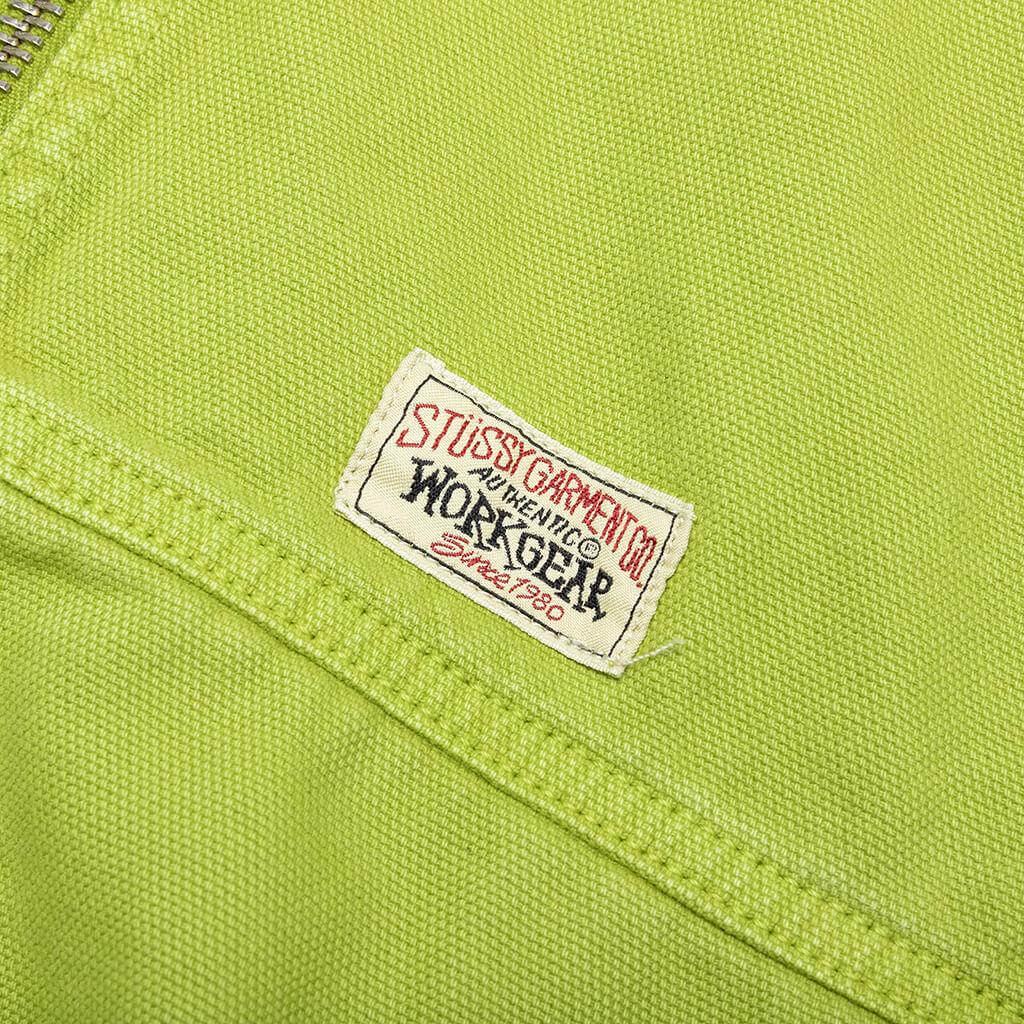 STÜSSY GARMENT CO.
AUTHENTIC
WORKGEAR
Since 1980